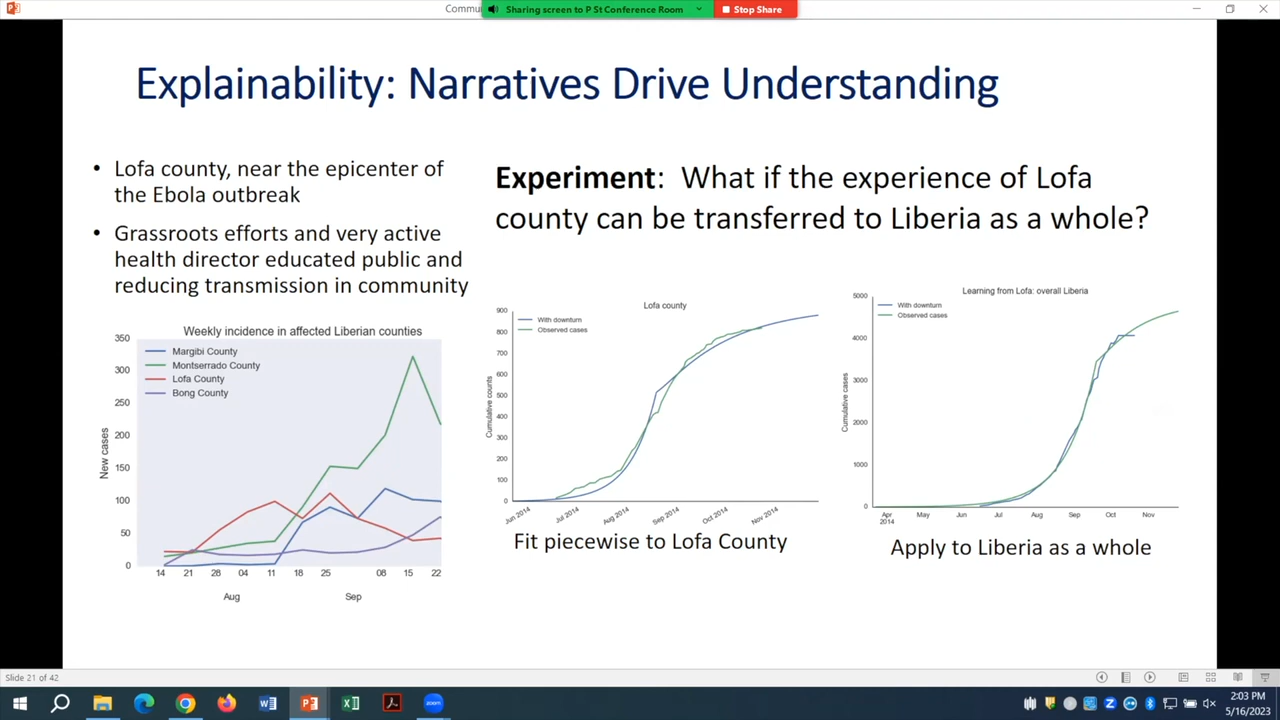 Commu
Sharing screen to P St Conference Room
Stop Share
Explainability: Narratives Drive Understanding
• Lofa county, near the epicenter of
the Ebola outbreak
• Grassroots efforts and very active
health director educated public and
reducing transmission in community
Experiment: What if the experience of Lofa
county can be transferred to Liberia as a whole?
Weekly incidence in affected Liberian counties
350
300
250
200
150
100
50
0
New cases
Margibi County
Montserrado County
Lofa County
Bong County
14 21 28 04 11 18 25 08 15 22
Aug Sep
Lofa county
900
800
700
600
500
400
300
200
100
0
Cumulative counts
With downturn
Observed cases
Jun 2014 Jul 2014 Aug 2014 Sep 2014 Oct 2014 Nov 2014
Fit piecewise to Lofa County
Learning from Lofa: overall Liberia
5000
4000
3000
2000
1000
0
Cumulative cases
With downturn
Observed cases
Apr May Jun Jul Aug Sep Oct Nov
2014
Apply to Liberia as a whole
Slide 21 of 42
zoom
2:03 PM
5/16/2023